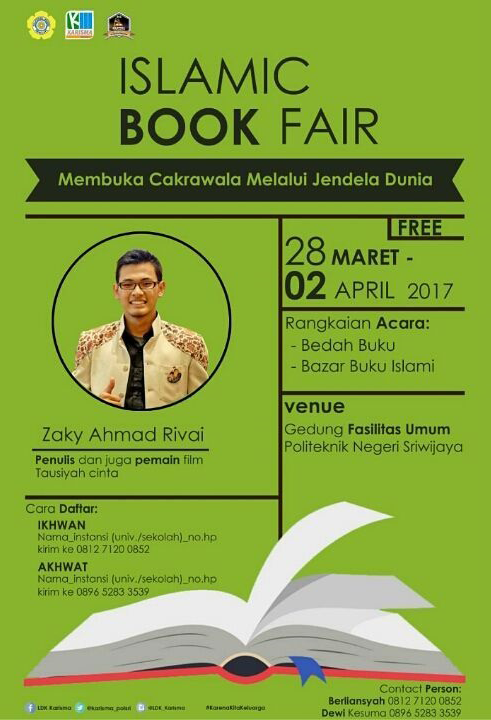 KARISMA
ISLAMIC
BOOK FAIR
Membuka Cakrawala Melalui Jendela Dunia
FREE
28 MARET -
02 APRIL 2017
Rangkaian Acara:
- Bedah Buku
- Bazar Buku Islami
venue
Gedung Fasilitas Umum
Politeknik Negeri Sriwijaya
Zaky Ahmad Rivai
Penulis dan juga pemain film
Tausiyah cinta
Cara Daftar:
IKHWAN
Nama_instansi (univ./sekolah)_no.hp
kirim ke 0812 7120 0852
AKHWAT
Nama_instansi (univ./sekolah)_no.hp
kirim ke 0896 5283 3539
Contact Person:
Berliansyah 0812 7120 0852
Dewi Kesuma 0896 5283 3539
LDK Karisma @karisma_polsri @LDK_Karisma #KarenaKitaKeluarga